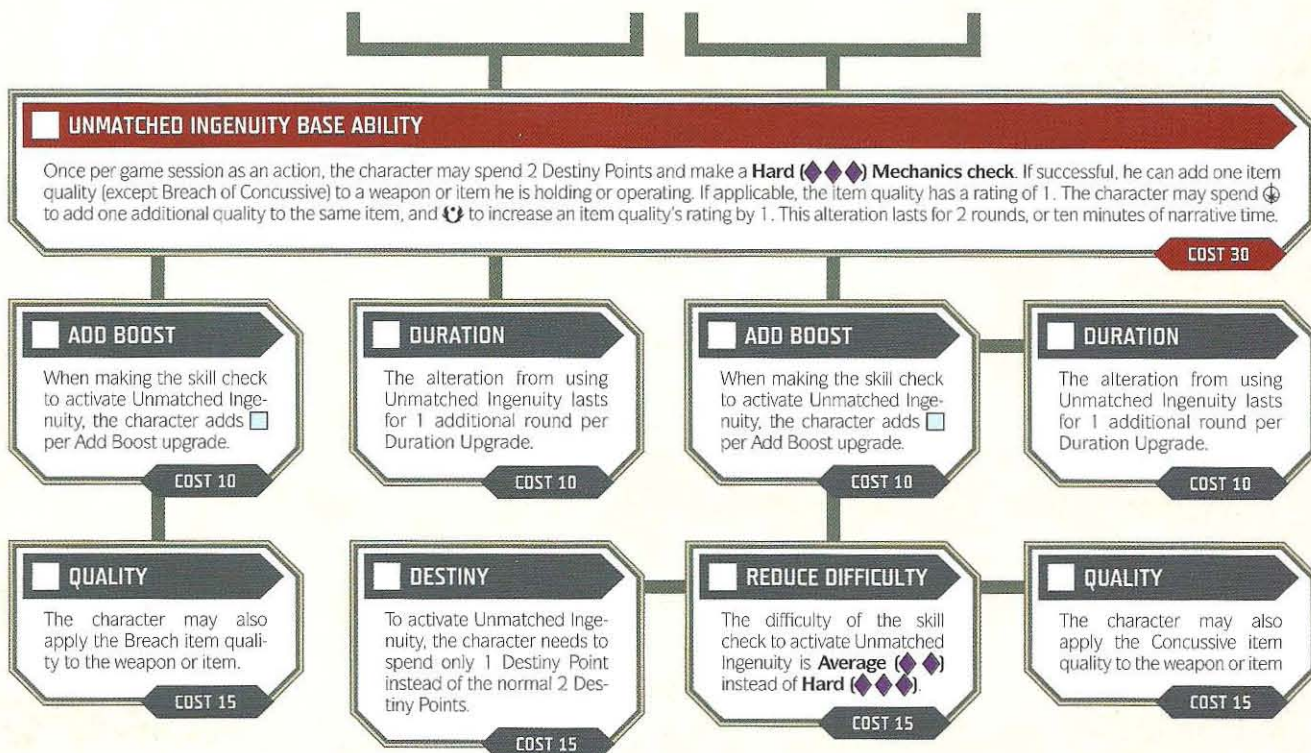 UNMATCHED INGENUITY BASE ABILITY
Once per game session as an action, the character may spend 2 Destiny Points and make a Hard (◆◆◆) Mechanics check. If successful, he can add one item
quality (except Breach of Concussive) to a weapon or item he is holding or operating. If applicable, the item quality has a rating of 1. The character may spend
to add one additional quality to the same item, and to increase an item quality's rating by 1. This alteration lasts for 2 rounds, or ten minutes of narrative time.
COST 30
ADD BOOST
When making the skill check
to activate Unmatched Inge-
nuity, the character adds
per Add Boost upgrade.
COST 10
DURATION
The alteration from using
Unmatched Ingenuity lasts
for 1 additional round per
Duration Upgrade.
COST 10
ADD BOOST
When making the skill check
to activate Unmatched Inge-
nuity, the character adds
per Add Boost upgrade.
COST 10
DURATION
The alteration from using
Unmatched Ingenuity lasts
for 1 additional round per
Duration Upgrade.
COST 10
QUALITY
The character may also
apply the Breach item quali-
ty to the weapon or item.
COST 15
DESTINY
To activate Unmatched Inge-
nuity, the character needs to
spend only 1 Destiny Point
instead of the normal 2 Des-
tiny Points.
COST 15
REDUCE DIFFICULTY
The difficulty of the skill
check to activate Unmatched
Ingenuity is Average (◆◆)
instead of Hard (◆◆◆).
COST 15
QUALITY
The character may also
apply the Concussive item
quality to the weapon or item
COST 15